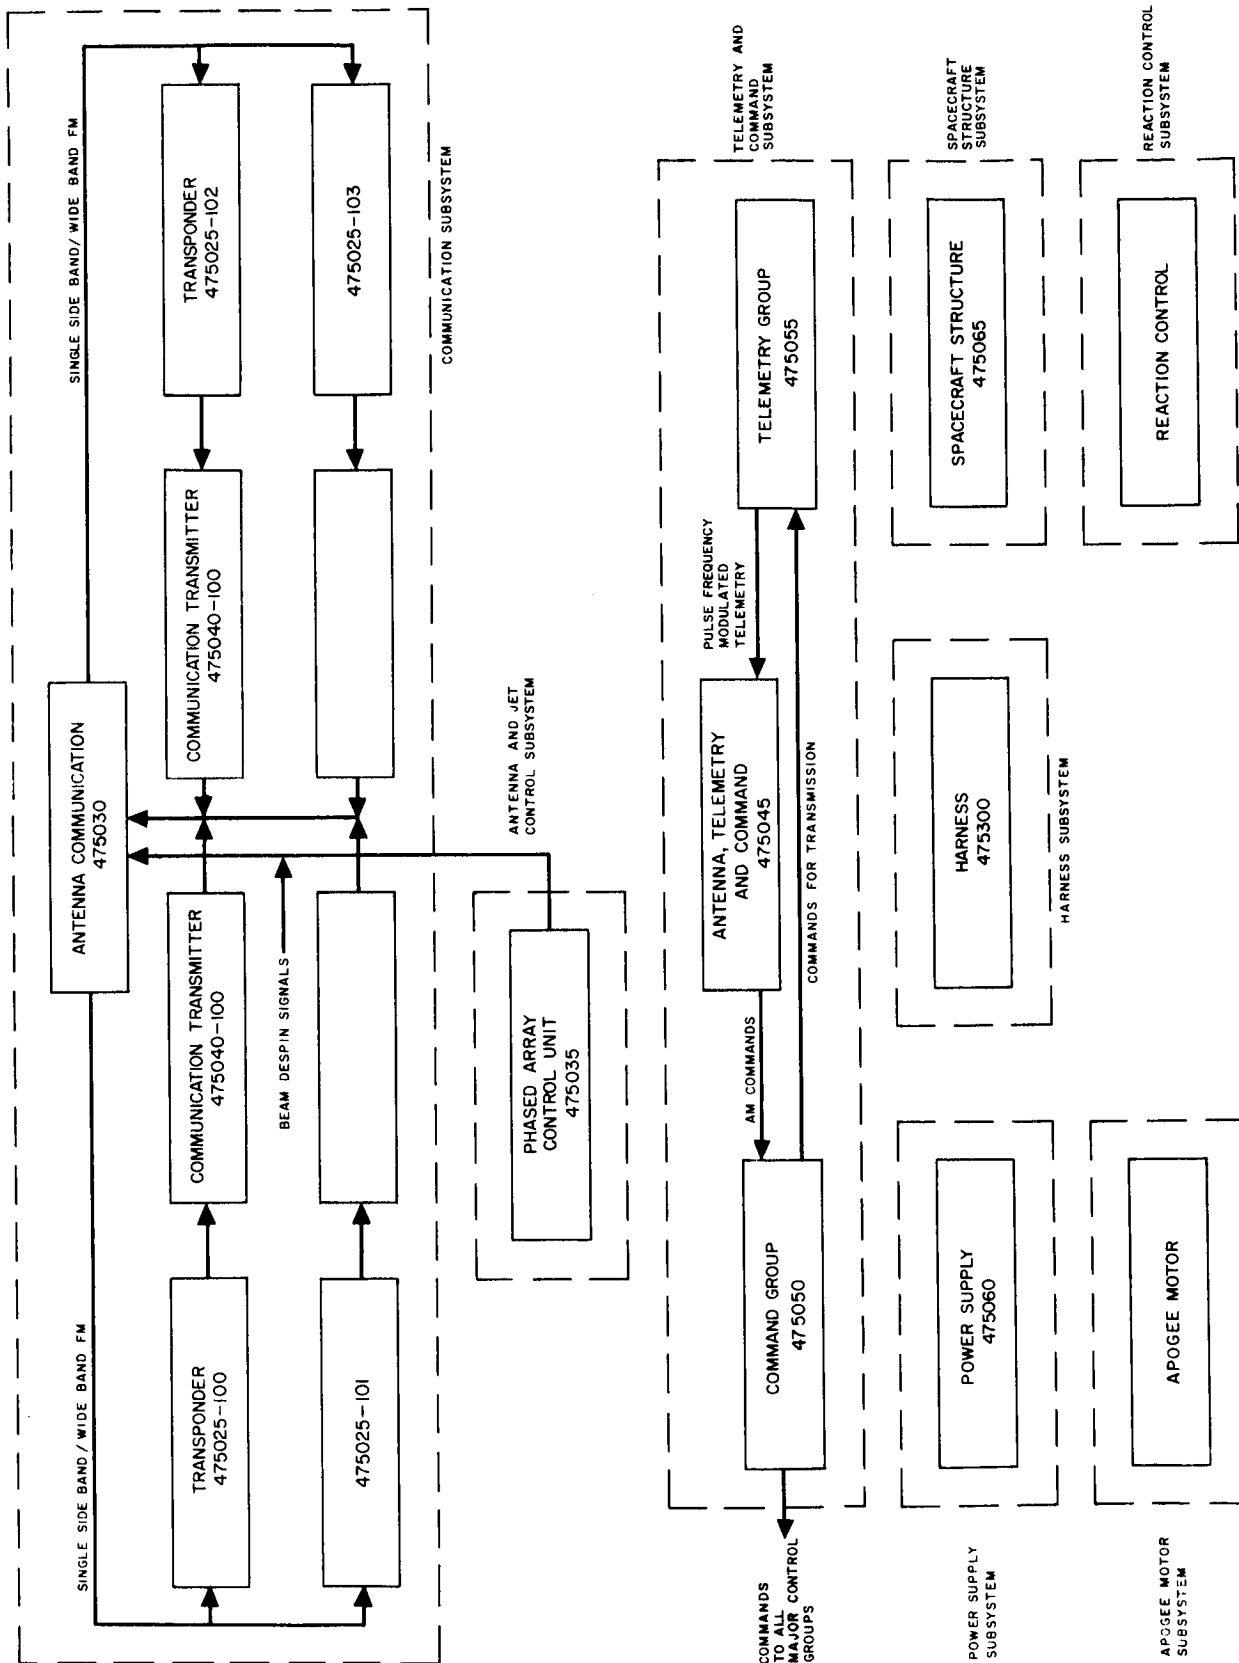 SINGLE SIDE BAND/ WIDE BAND FM
ANTENNA COMMUNICATION
475030
SINGLE SIDE BAND/ WIDE BAND FM
TRANSPONDER
475025-100
COMMUNICATION TRANSMITTER
475040-100
COMMUNICATION TRANSMITTER
475040-100
TRANSPONDER
475025-102
475025-101
BEAM DESPIN SIGNALS
475025-103
COMMUNICATION SUBSYSTEM
ANTENNA AND JET
CONTROL SUBSYSTEM
PHASED ARRAY
CONTROL UNIT
475035
TELEMETRY AND
COMMAND
SUBSYSTEM
COMMANDS
TO ALL
MAJOR CONTROL
GROUPS
COMMAND GROUP
475050
AM COMMANDS
ANTENNA, TELEMETRY
AND COMMAND
475045
PULSE FREQUENCY
MODULATED
TELEMETRY
TELEMETRY GROUP
475055
COMMANDS FOR TRANSMISSION
POWER SUPPLY
SUBSYSTEM
POWER SUPPLY
475060
HARNESS
475300
HARNESS SUBSYSTEM
SPACECRAFT STRUCTURE
475065
SPACECRAFT
STRUCTURE
SUBSYSTEM
APOGEE MOTOR
SUBSYSTEM
APOGEE MOTOR
REACTION CONTROL
REACTION CONTROL
SUBSYSTEM